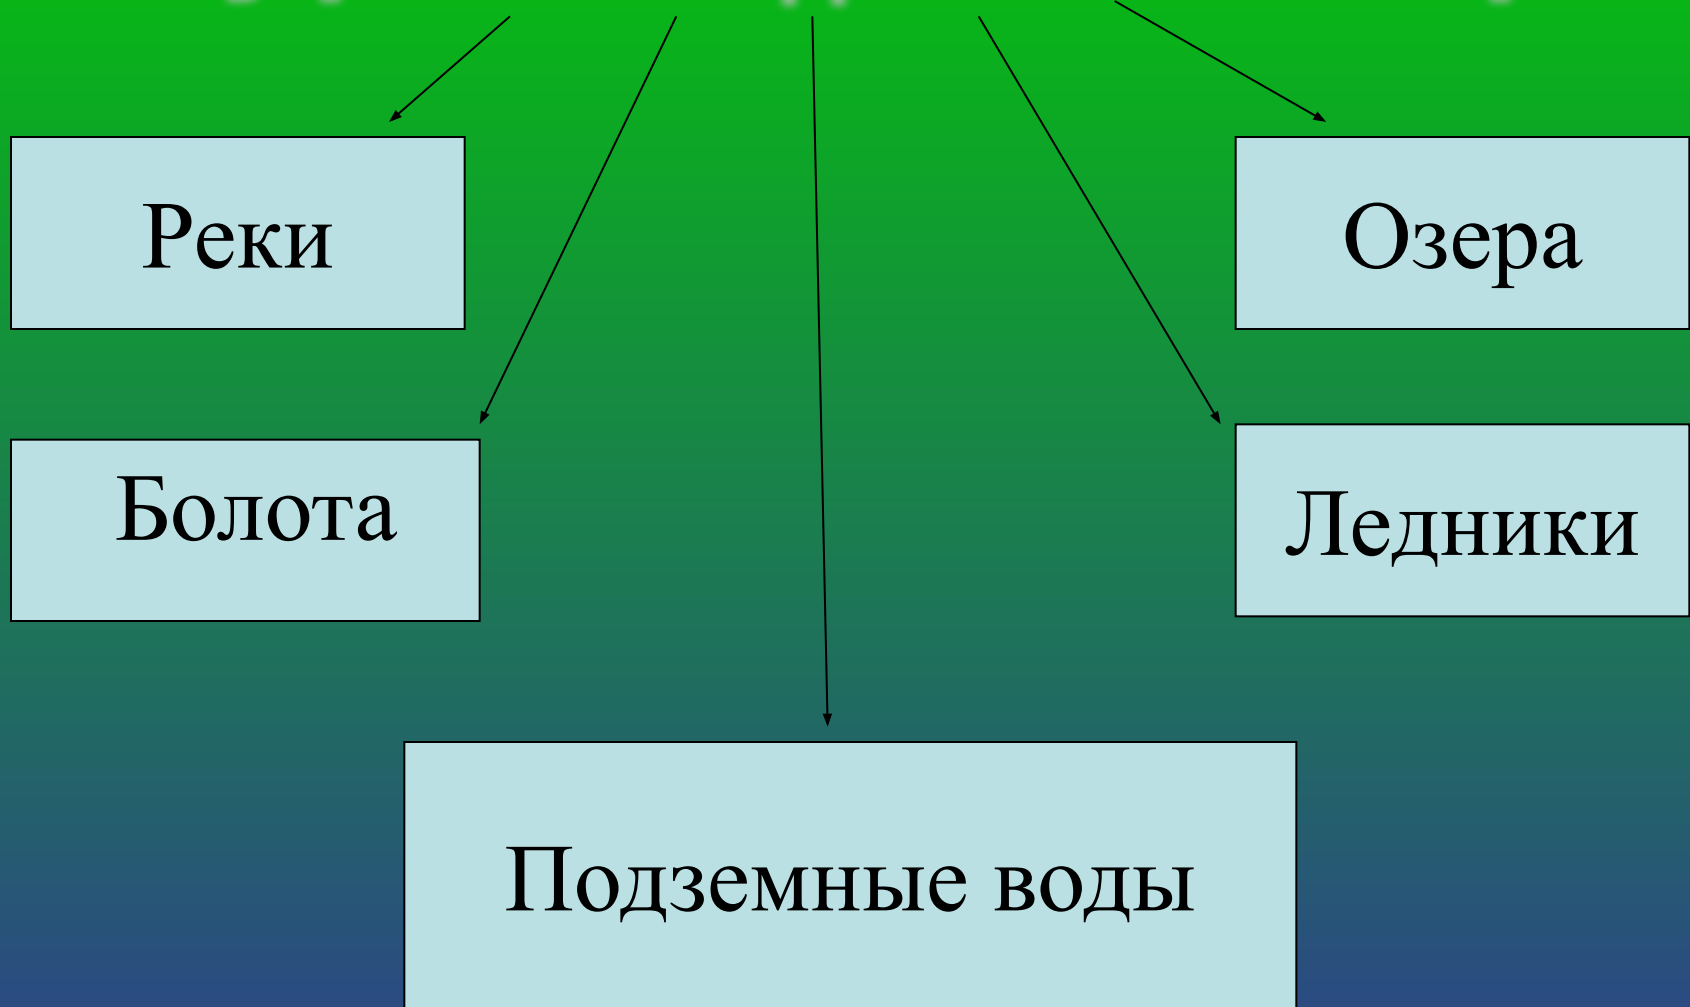 Реки
Озера
Болота
Ледники
Подземные воды